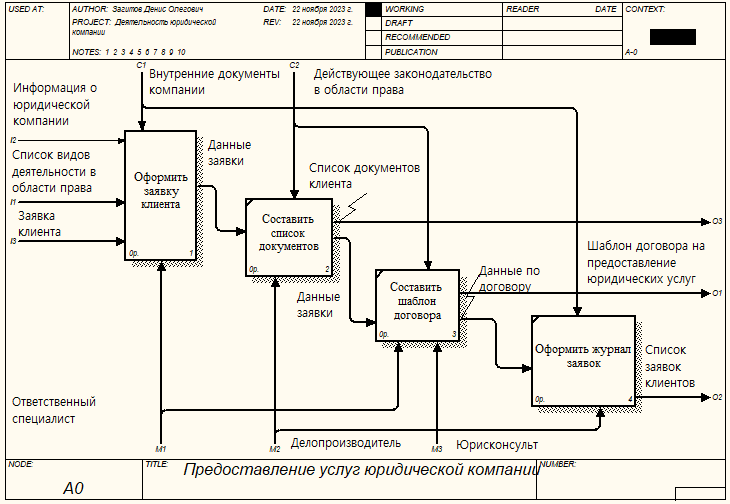 USED AT:
AUTHOR: Загитов Денис Олегович
DATE: 22 ноября 2023 г.
PROJECT: Деятельность юридической
компании
REV: 22 ноября 2023 г.
NOTES: 1 2 3 4 5 6 7 8 9 10
WORKING
DRAFT
RECOMMENDED
PUBLICATION
READER
DATE
CONTEXT:
A-0
C1
Внутренние документы
компании
C2
Действующее законодательство
в области права
Информация о
юридической
компании
I2
Список видов
деятельности в
области права
I1
Заявка
клиента
I3
Оформить
заявку
клиента
0р.
1
Данные
заявки
Составить
список
документов
0р.
2
Список документов
клиента
O3
Данные
заявки
Составить
шаблон
договора
0р.
3
Данные по
договору
Шаблон договора на
предоставление
юридических услуг
O1
Оформить журнал
заявок
0р.
4
Список
заявок
клиентов
O2
Ответственный
специалист
M1
M2
Делопроизводитель
M3
Юрисконсульт
NODE:
A0
TITLE:
Предоставление услуг юридической компании
NUMBER: